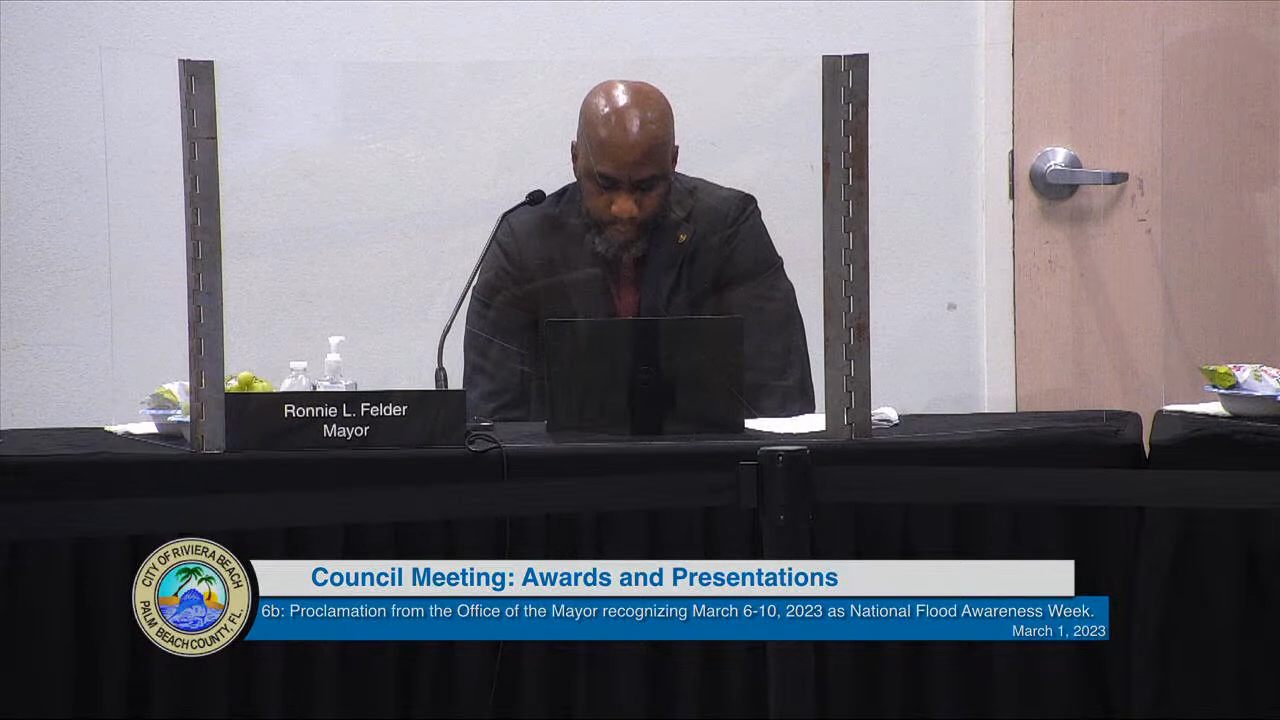 Ronnie L. Felder
Mayor
CITY OF RIVIERA BEACH
PALM BEACH COUNTY, FL.
Council Meeting: Awards and Presentations
6b: Proclamation from the Office of the Mayor recognizing March 6-10, 2023 as National Flood Awareness Week.
March 1, 2023